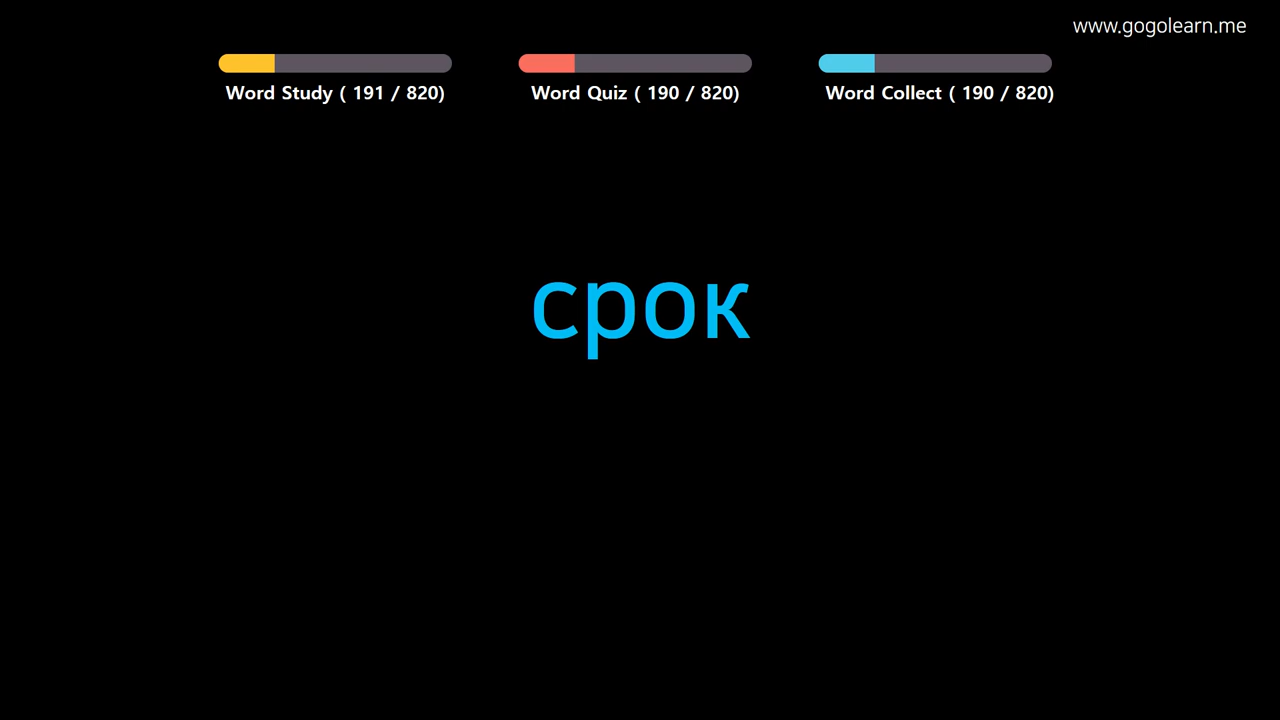 www.gogolearn.me
Word Study ( 191 / 820)
Word Quiz ( 190 / 820)
Word Collect ( 190 / 820)
срок